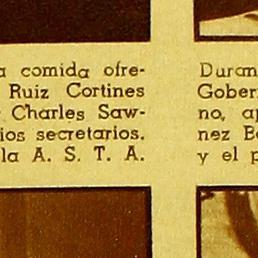 a comida ofre-
Ruiz Cortines
Charles Saw-
ios secretarios.
la A. S. T. A.
Duran
Gober
no, a
nez B
y el p